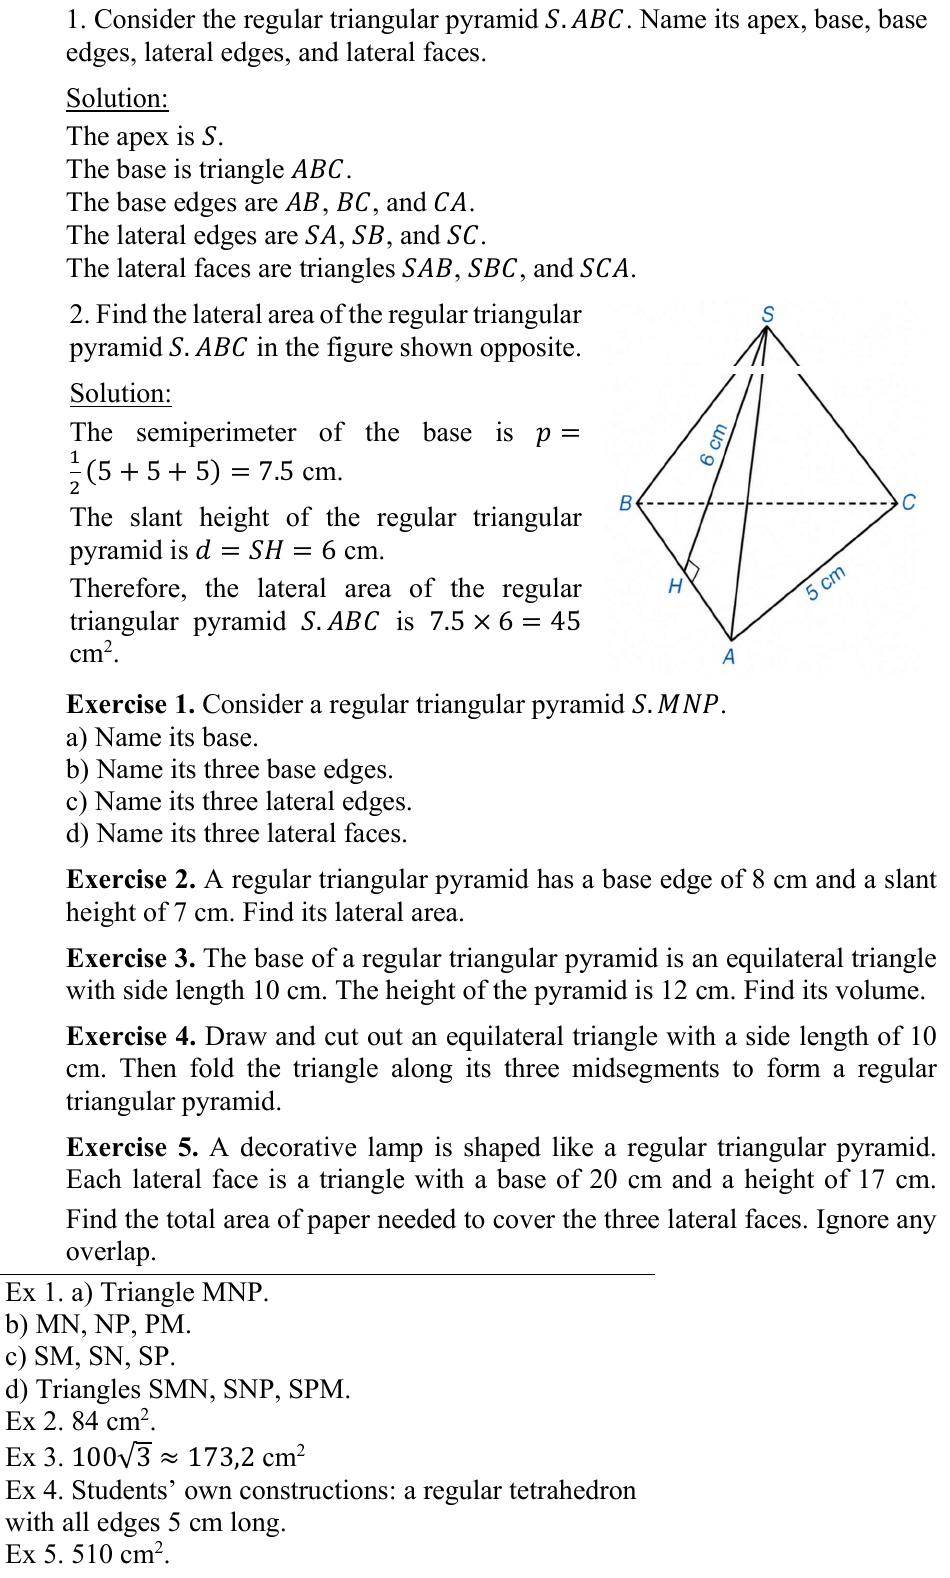 1. Consider the regular triangular pyramid S.ABC. Name its apex, base, base
edges, lateral edges, and lateral faces.
Solution:
The apex is S.
The base is triangle ABC.
The base edges are AB, BC, and CA.
The lateral edges are SA, SB, and SC.
The lateral faces are triangles SAB, SBC, and SCA.
2. Find the lateral area of the regular triangular
pyramid S.ABC in the figure shown opposite.
Solution:
The semiperimeter of the base is p =
1/2 (5 + 5 + 5) = 7.5 cm.
The slant height of the regular triangular
pyramid is d = SH = 6 cm.
Therefore, the lateral area of the regular
triangular pyramid S.ABC is 7.5 × 6 = 45
cm².
S
6 cm
B
C
H
5 cm
A
Exercise 1. Consider a regular triangular pyramid S.MNP.
a) Name its base.
b) Name its three base edges.
c) Name its three lateral edges.
d) Name its three lateral faces.
Exercise 2. A regular triangular pyramid has a base edge of 8 cm and a slant
height of 7 cm. Find its lateral area.
Exercise 3. The base of a regular triangular pyramid is an equilateral triangle
with side length 10 cm. The height of the pyramid is 12 cm. Find its volume.
Exercise 4. Draw and cut out an equilateral triangle with a side length of 10
cm. Then fold the triangle along its three midsegments to form a regular
triangular pyramid.
Exercise 5. A decorative lamp is shaped like a regular triangular pyramid.
Each lateral face is a triangle with a base of 20 cm and a height of 17 cm.
Find the total area of paper needed to cover the three lateral faces. Ignore any
overlap.
Ex 1. a) Triangle MNP.
b) MN, NP, PM.
c) SM, SN, SP.
d) Triangles SMN, SNP, SPM.
Ex 2. 84 cm².
Ex 3. 100√3 ≈ 173,2 cm²
Ex 4. Students’ own constructions: a regular tetrahedron
with all edges 5 cm long.
Ex 5. 510 cm².